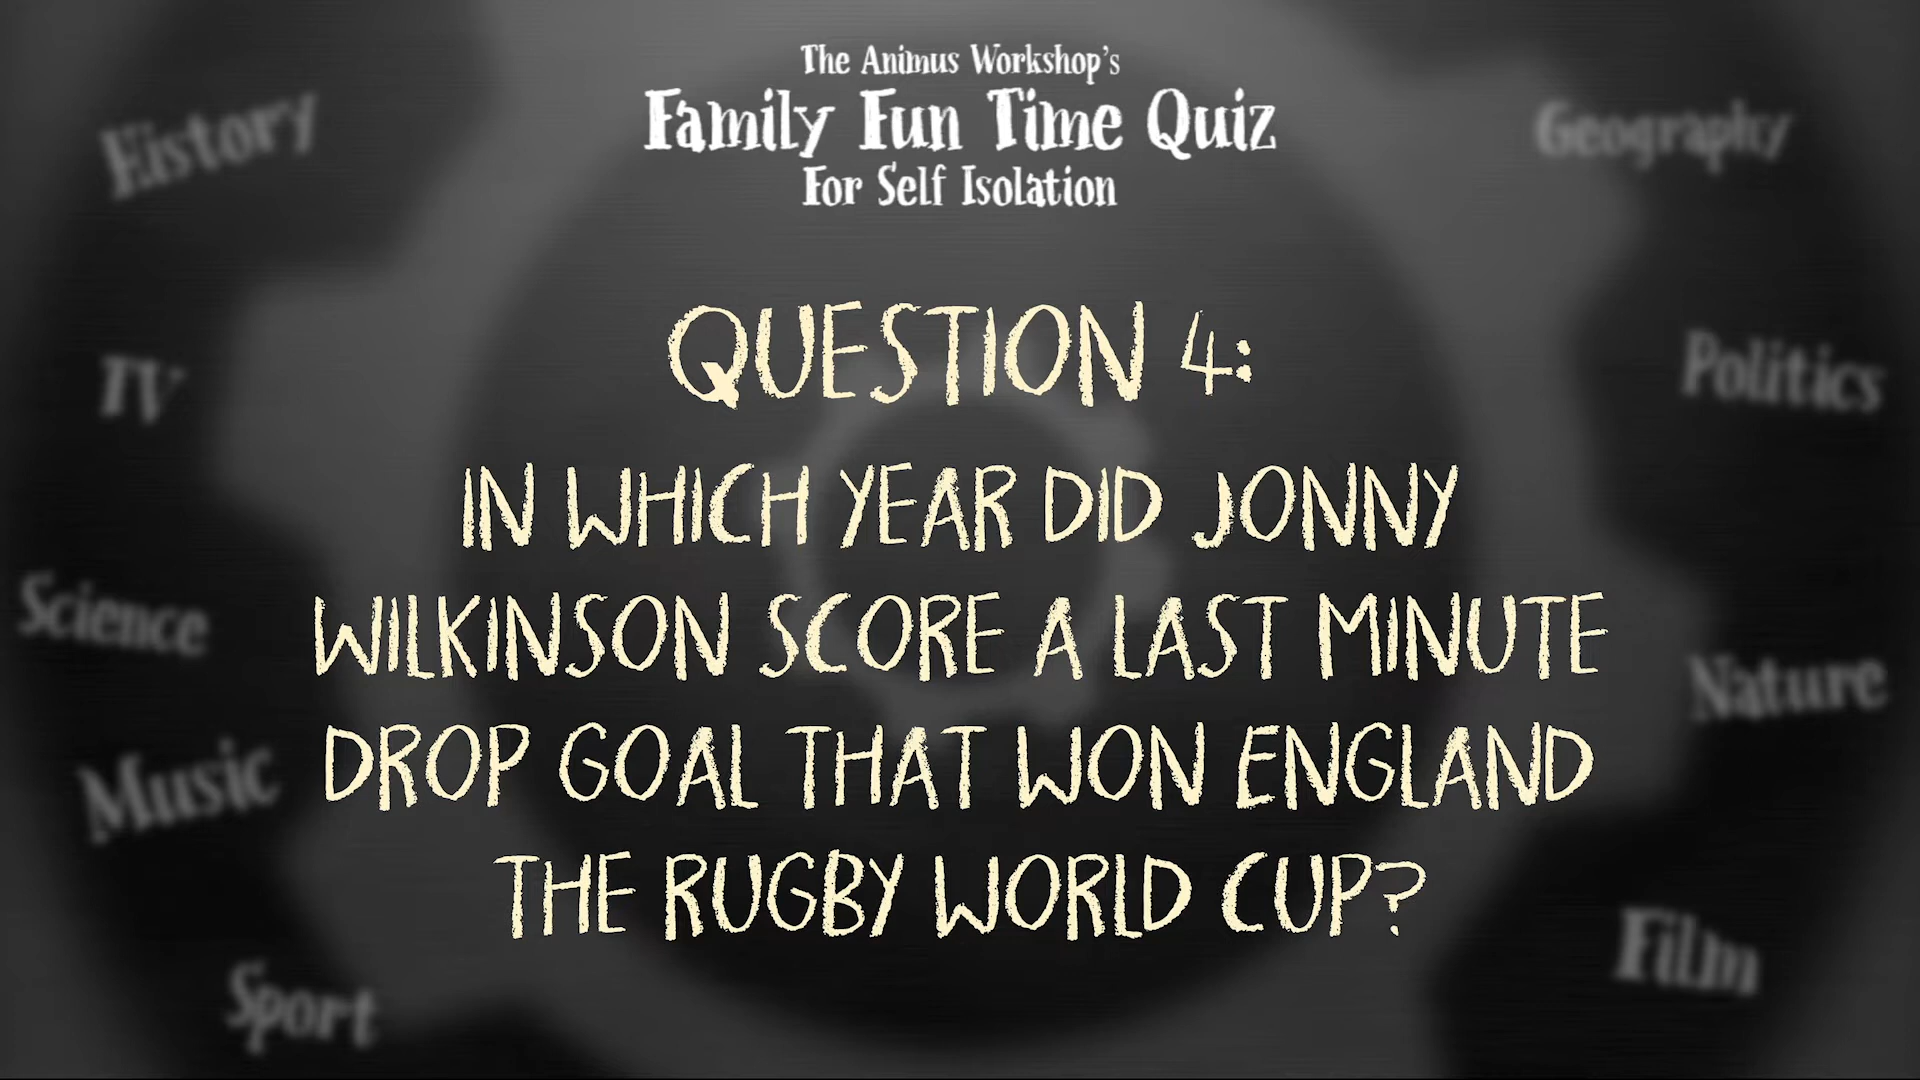 The Animus Workshop's
Family Fun Time Quiz
For Self Isolation
History
Geography
QUESTION 4:
TV
Politics
IN WHICH YEAR DID JONNY
WILKINSON SCORE A LAST MINUTE
DROP GOAL THAT WON ENGLAND
THE RUGBY WORLD CUP?
Science
Nature
Music
Film
Sport